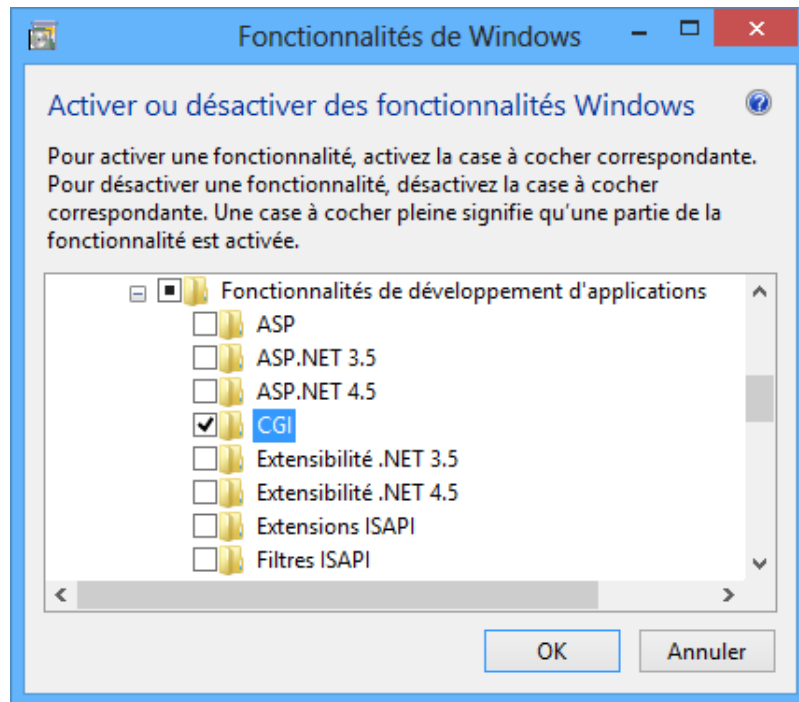 Fonctionnalités de Windows
Activer ou désactiver des fonctionnalités Windows
Pour activer une fonctionnalité, activez la case à cocher correspondante.
Pour désactiver une fonctionnalité, désactivez la case à cocher
correspondante. Une case à cocher pleine signifie qu'une partie de la
fonctionnalité est activée.
Fonctionnalités de développement d'applications
ASP
ASP.NET 3.5
ASP.NET 4.5
CGI
Extensibilité .NET 3.5
Extensibilité .NET 4.5
Extensions ISAPI
Filtres ISAPI
OK Annuler